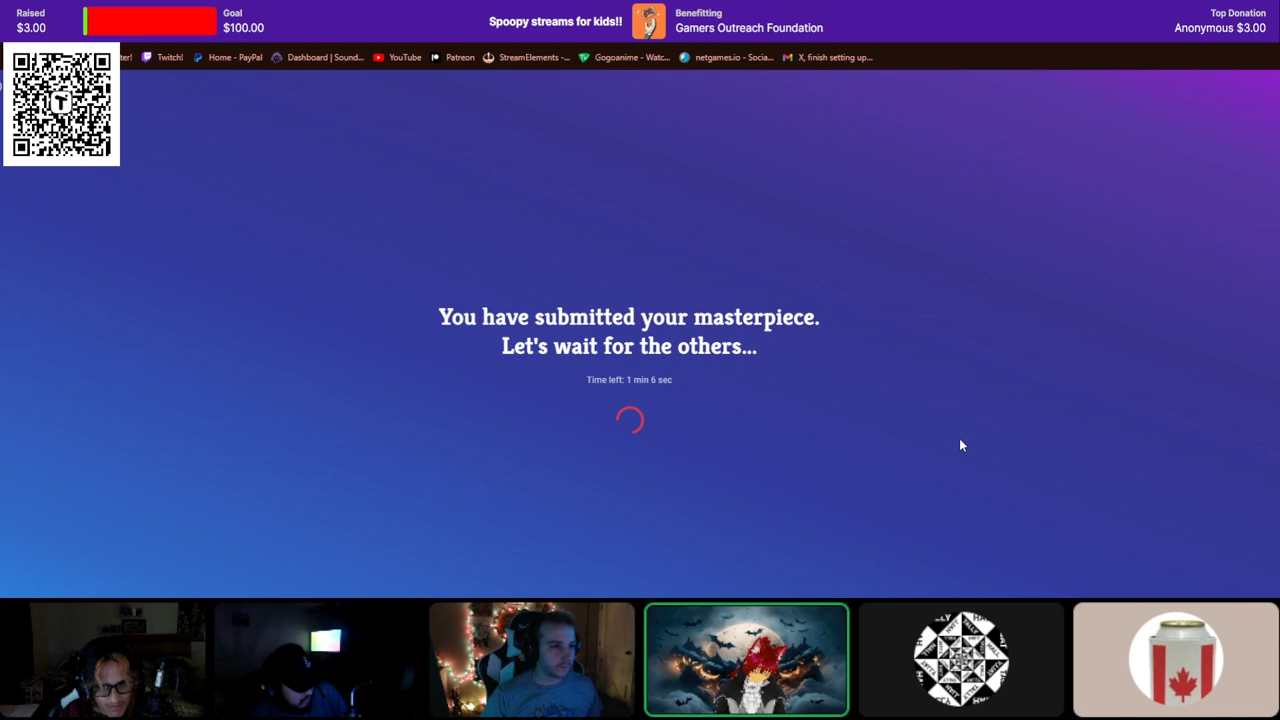 Raised
$3.00
Goal
$100.00
Spoopy streams for kids!!
Benefitting
Gamers Outreach Foundation
Top Donation
Anonymous $3.00
ter!
Twitch!
Home - PayPal
Dashboard | Sound...
YouTube
Patreon
StreamElements -...
Gogoanime - Watc...
netgames.io - Socia...
X, finish setting up...
You have submitted your masterpiece.
Let's wait for the others...
Time left: 1 min 6 sec